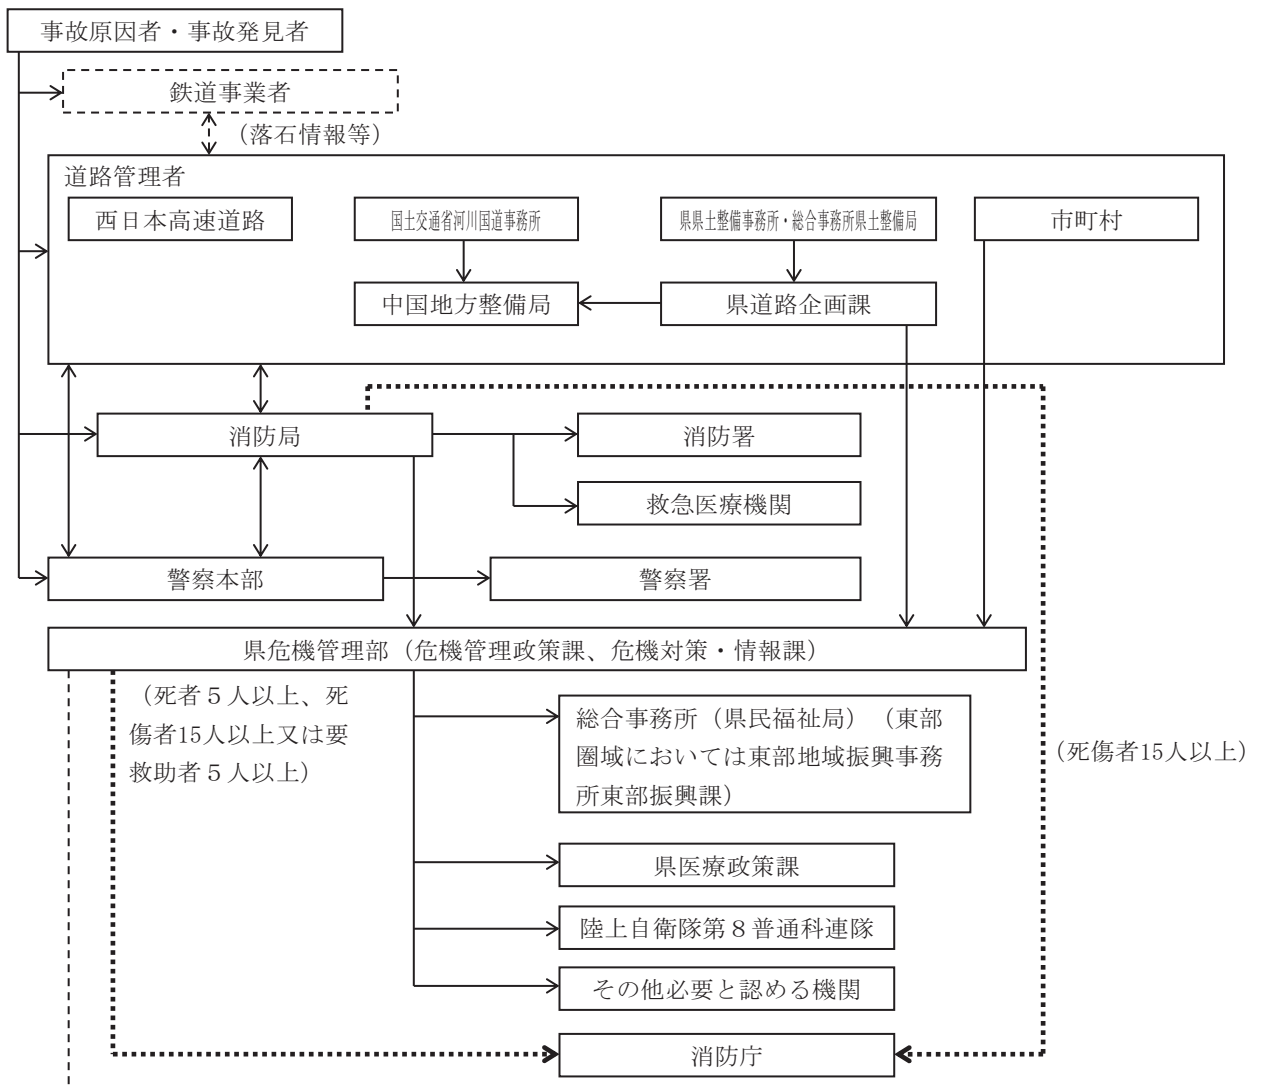 事故原因者・事故発見者
鉄道事業者
（落石情報等）
道路管理者
西日本高速道路
国土交通省河川国道事務所
県県土整備事務所・総合事務所県土整備局
市町村
中国地方整備局
県道路企画課
消防局
消防署
救急医療機関
警察本部
警察署
県危機管理部（危機管理政策課、危機対策・情報課）
（死者５人以上、死
傷者15人以上又は要
救助者５人以上）
総合事務所（県民福祉局）（東部
圏域においては東部地域振興事務
所東部振興課）
（死傷者15人以上）
県医療政策課
陸上自衛隊第８普通科連隊
その他必要と認める機関
消防庁